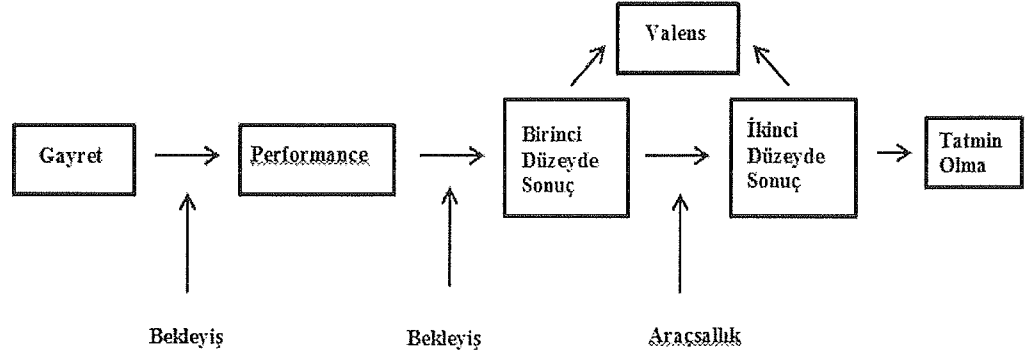 Valens
Gayret
Performance
Birinci
Düzeyde
Sonuç
İkinci
Düzeyde
Sonuç
Tatmin
Olma
Bekleyiş
Bekleyiş
Araçsallık